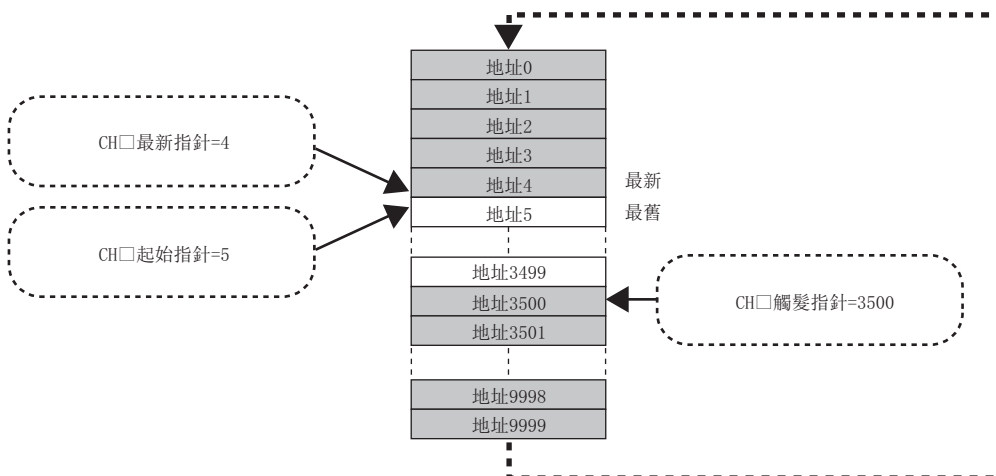 地址0
地址1
CH□最新指針=4
地址2
地址3
地址4
最新
地址5
最舊
CH□起始指針=5
地址3499
地址3500
CH□觸髮指針=3500
地址3501
地址9998
地址9999